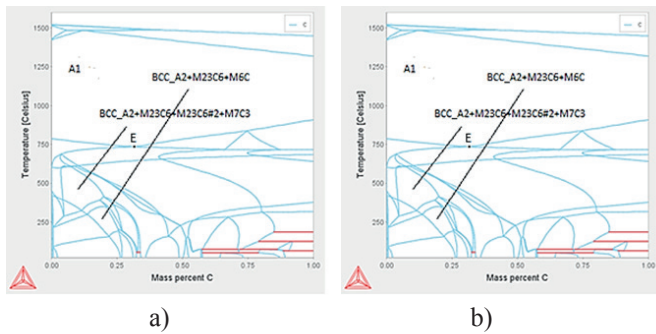 c
1500
A1
1250
BCC_A2+M23C6+M6C
1000
BCC_A2+M23C6+M23C6#2+M7C3
E
750
500
250
Temperature [Celsius]
0.00 0.25 0.50 0.75 1.00
Mass percent C
a)
c
1500
A1
1250
BCC_A2+M23C6+M6C
1000
BCC_A2+M23C6+M23C6#2+M7C3
E
750
500
250
Temperature [Celsius]
0.00 0.25 0.50 0.75 1.00
Mass percent C
b)